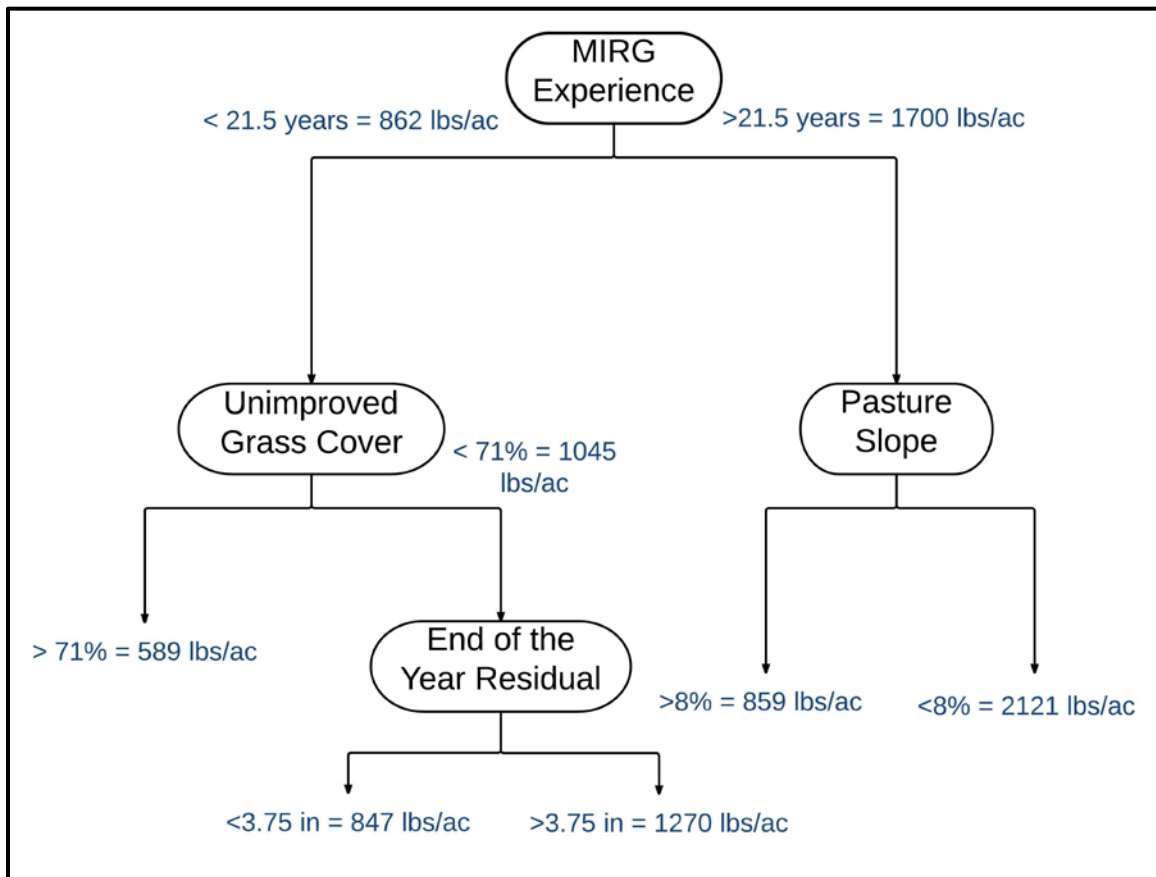 MIRG
Experience
< 21.5 years = 862 lbs/ac
>21.5 years = 1700 lbs/ac
Unimproved
Grass Cover
< 71% = 1045
lbs/ac
Pasture
Slope
> 71% = 589 lbs/ac
End of the
Year Residual
>8% = 859 lbs/ac
<8% = 2121 lbs/ac
<3.75 in = 847 lbs/ac
>3.75 in = 1270 lbs/ac